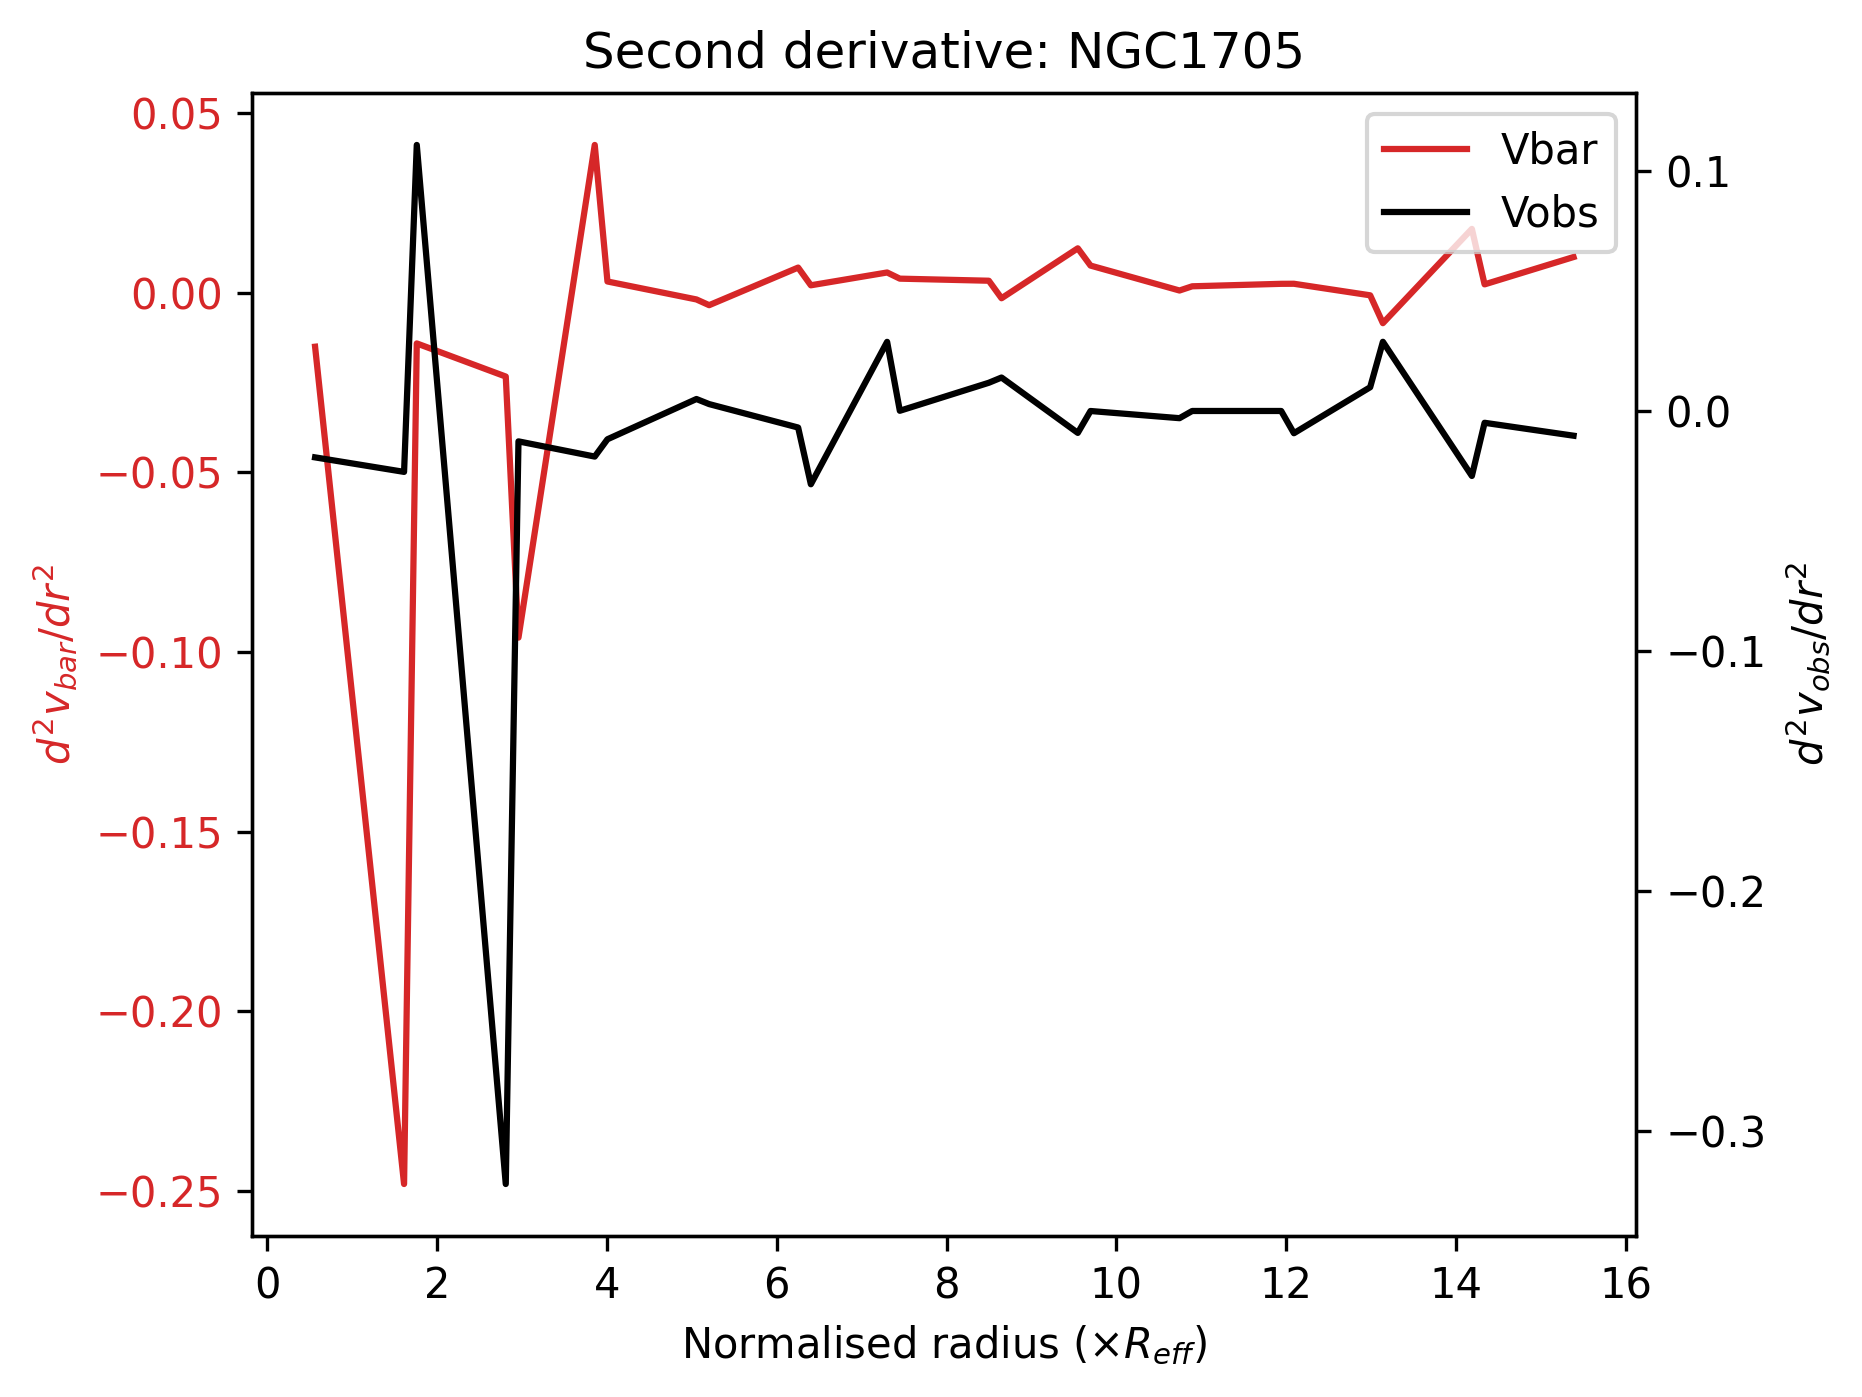 Second derivative: NGC1705
0.05
0.00
−0.05
−0.10
−0.15
−0.20
−0.25
d²v_bar/dr²
Vbar
Vobs
0.1
0.0
−0.1
−0.2
−0.3
d²v_obs/dr²
0 2 4 6 8 10 12 14 16
Normalised radius (×R_eff)